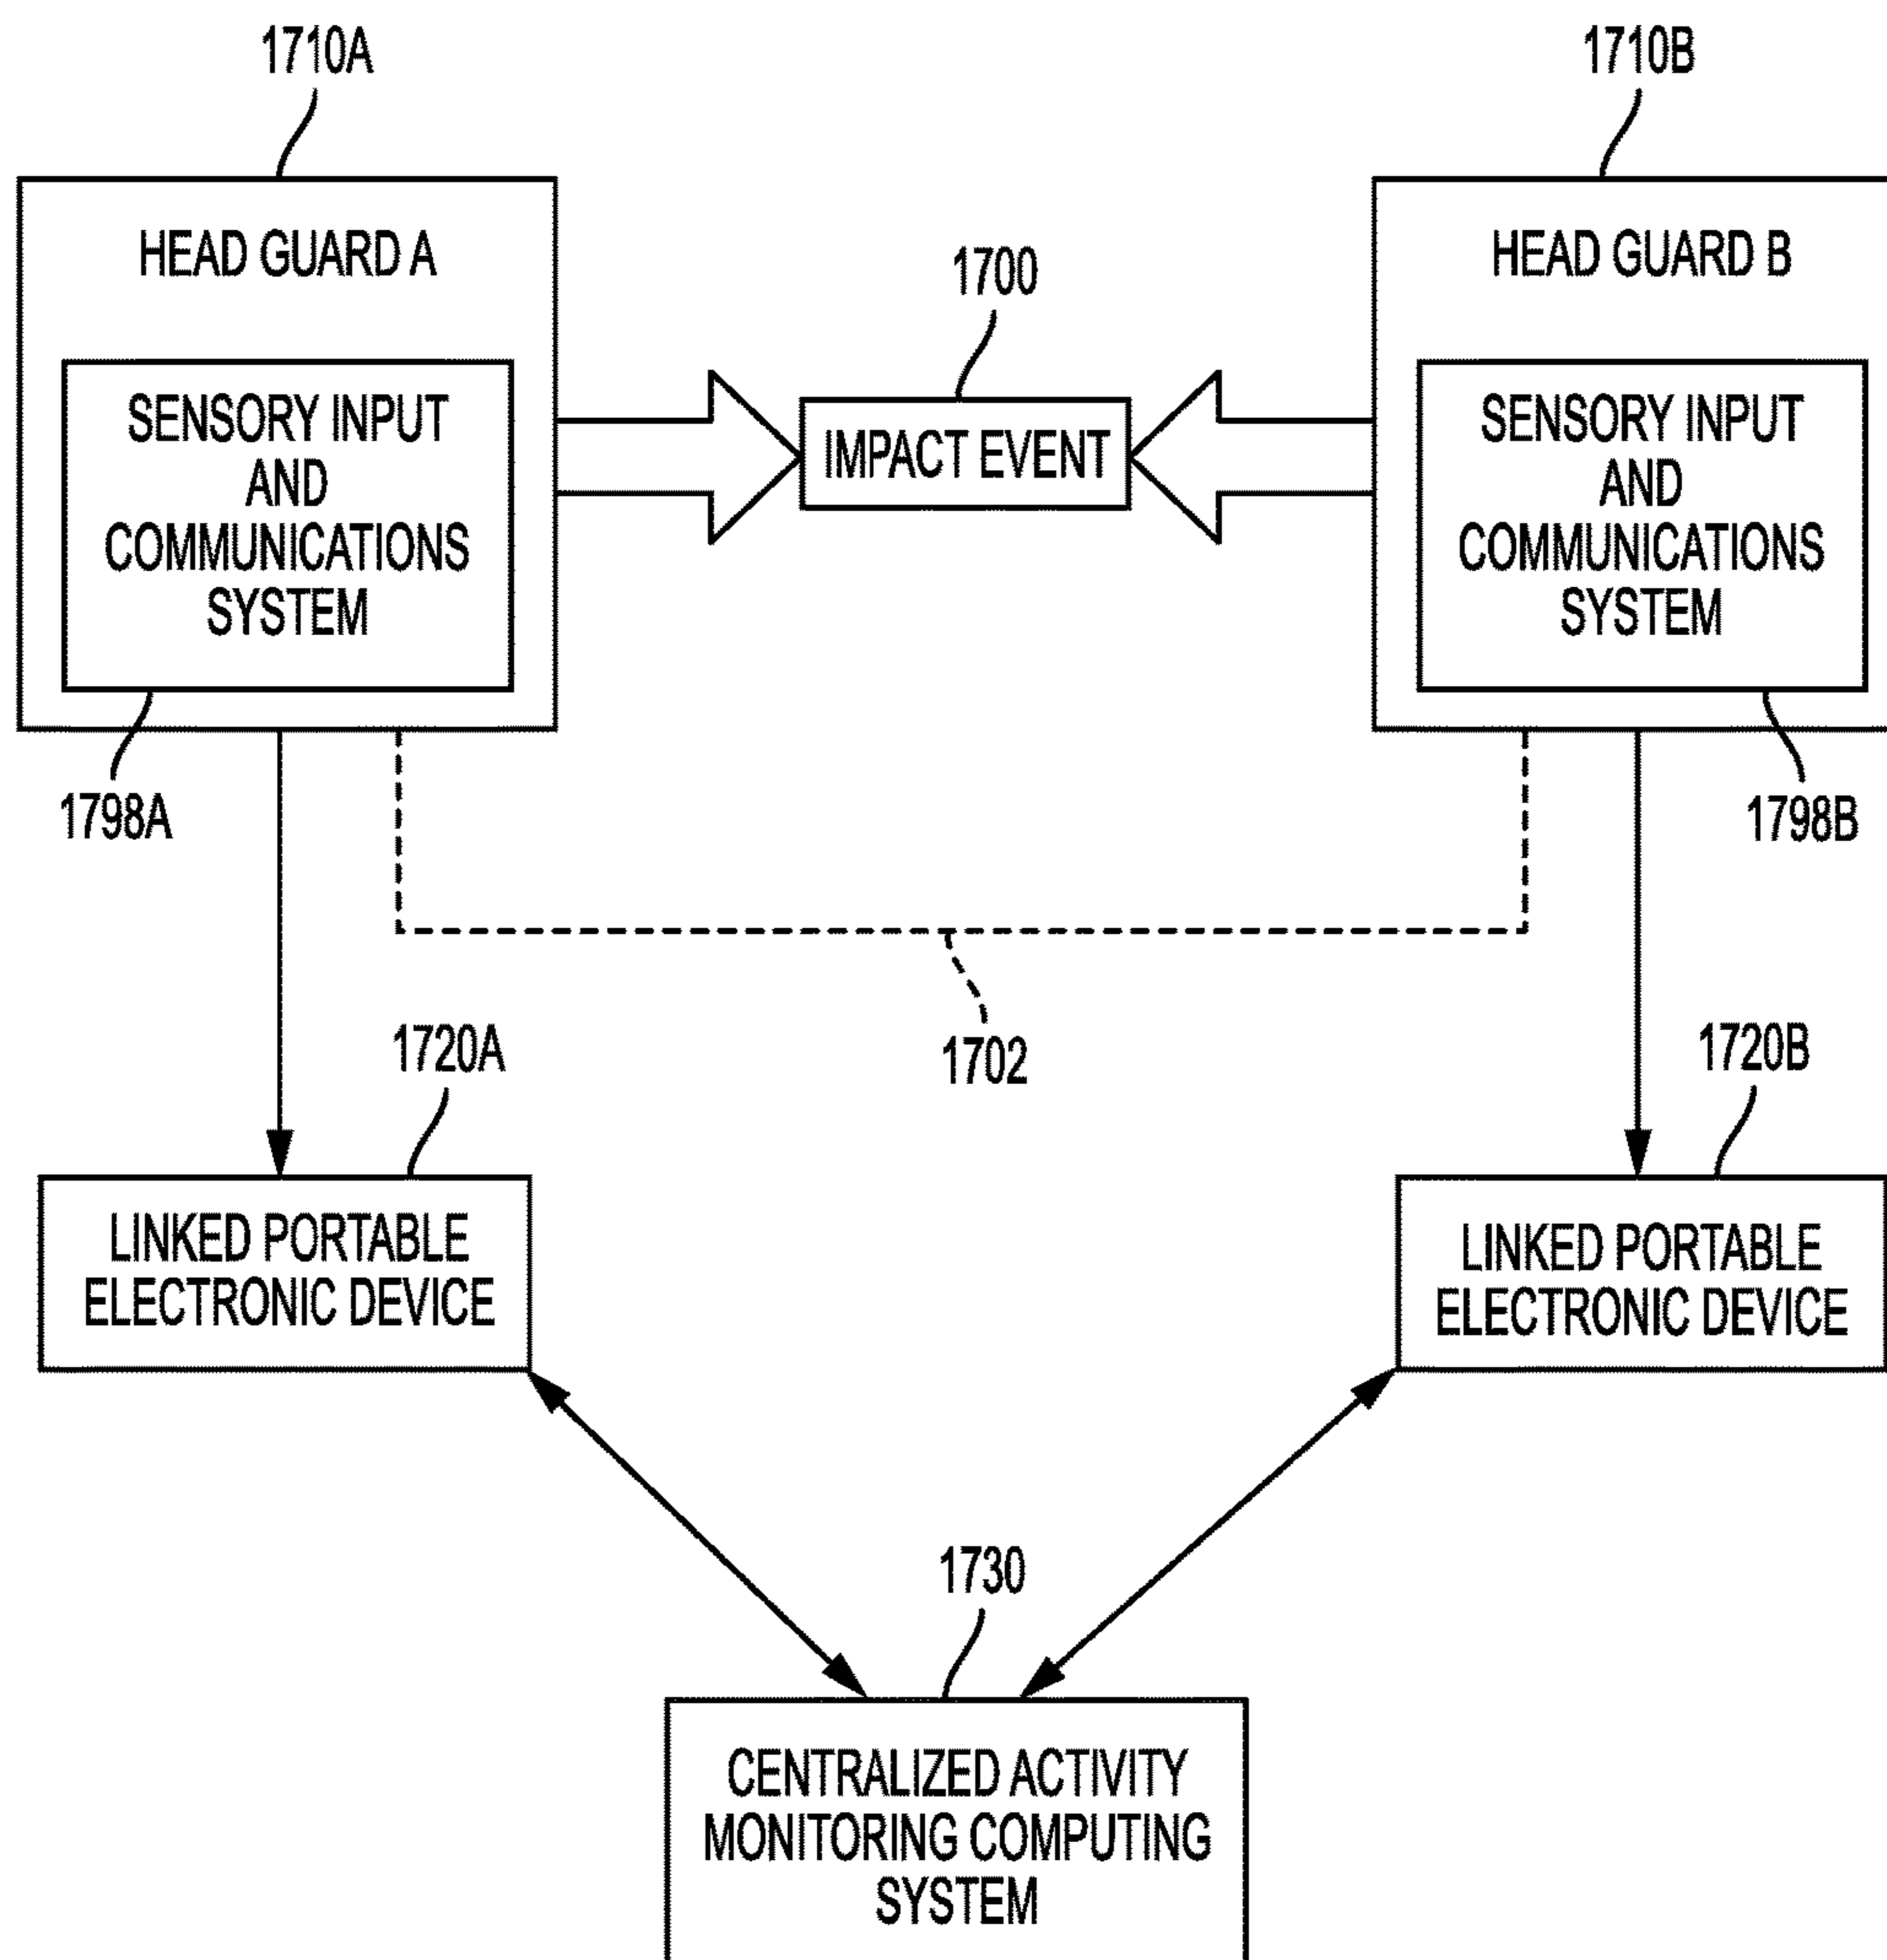 1710A
1710B
HEAD GUARD A
HEAD GUARD B
1700
SENSORY INPUT
AND
COMMUNICATIONS
SYSTEM
IMPACT EVENT
SENSORY INPUT
AND
COMMUNICATIONS
SYSTEM
1798A
1798B
1702
1720A
1720B
LINKED PORTABLE
ELECTRONIC DEVICE
LINKED PORTABLE
ELECTRONIC DEVICE
1730
CENTRALIZED ACTIVITY
MONITORING COMPUTING
SYSTEM